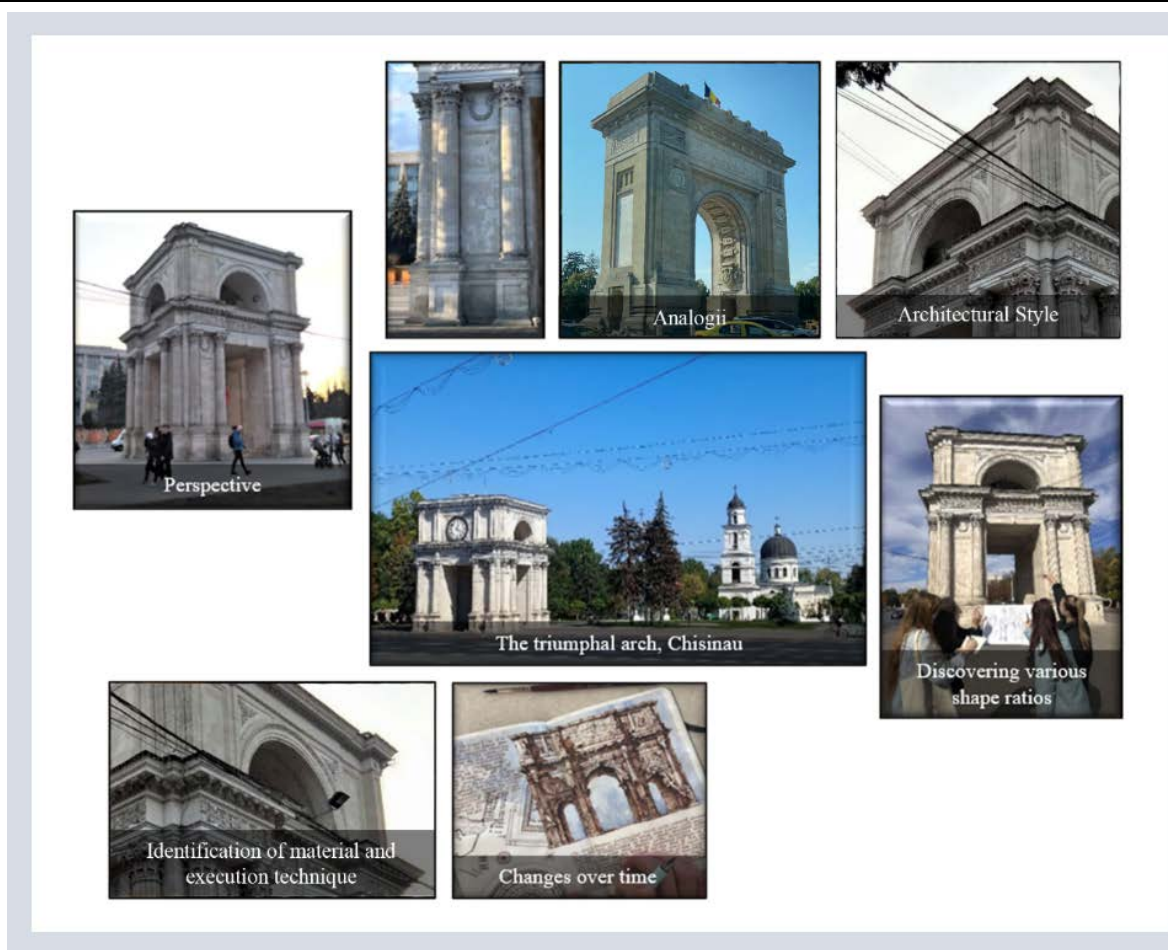 Analogii
Architectural Style
Perspective
The triumphal arch, Chisinau
Discovering various
shape ratios
Identification of material and
execution technique
Changes over time